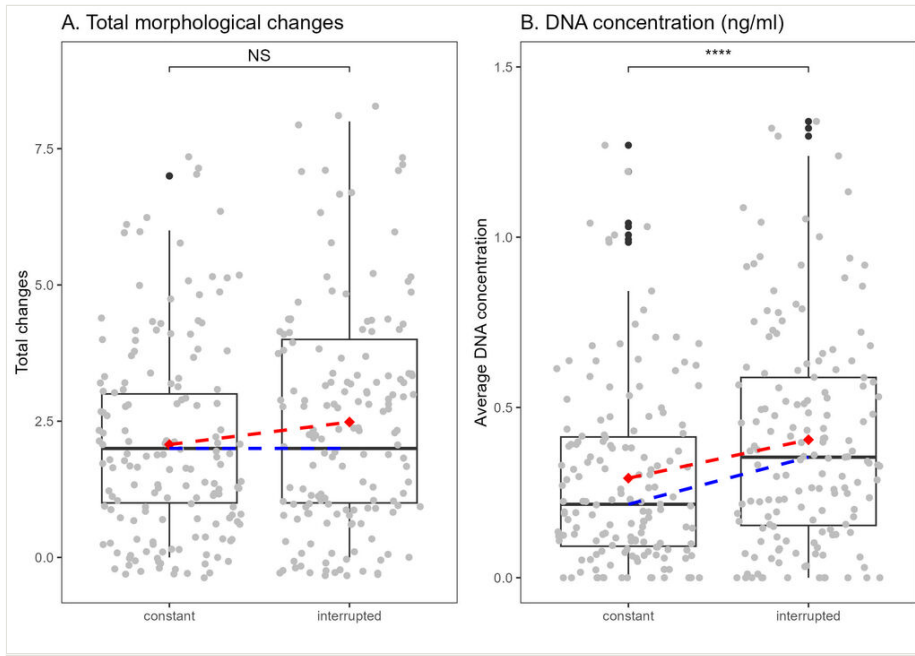 A. Total morphological changes
NS
7.5
5.0
2.5
0.0
Total changes
constant
interrupted
B. DNA concentration (ng/ml)
****
1.5
1.0
0.5
0.0
Average DNA concentration
constant
interrupted